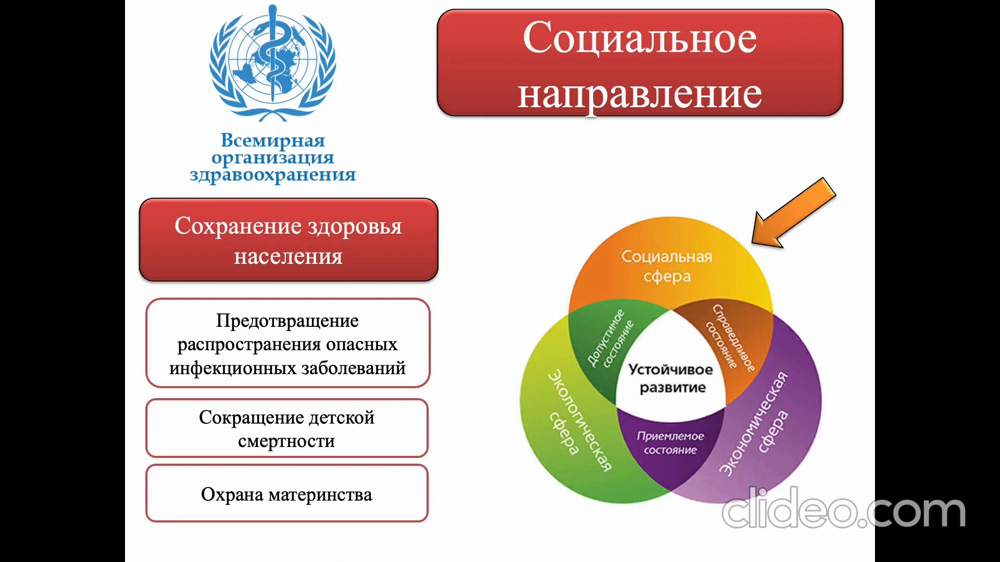 Социальное
направление
Всемирная
организация
здравоохранения
Сохранение здоровья
населения
Предотвращение
распространения опасных
инфекционных заболеваний
Сокращение детской
смертности
Охрана материнства
Социальная
сфера
Допустимое
состояние
Справедливое
состояние
Устойчивое
развитие
Экологическая
сфера
Экономическая
сфера
Приемлемое
состояние
clideo.com